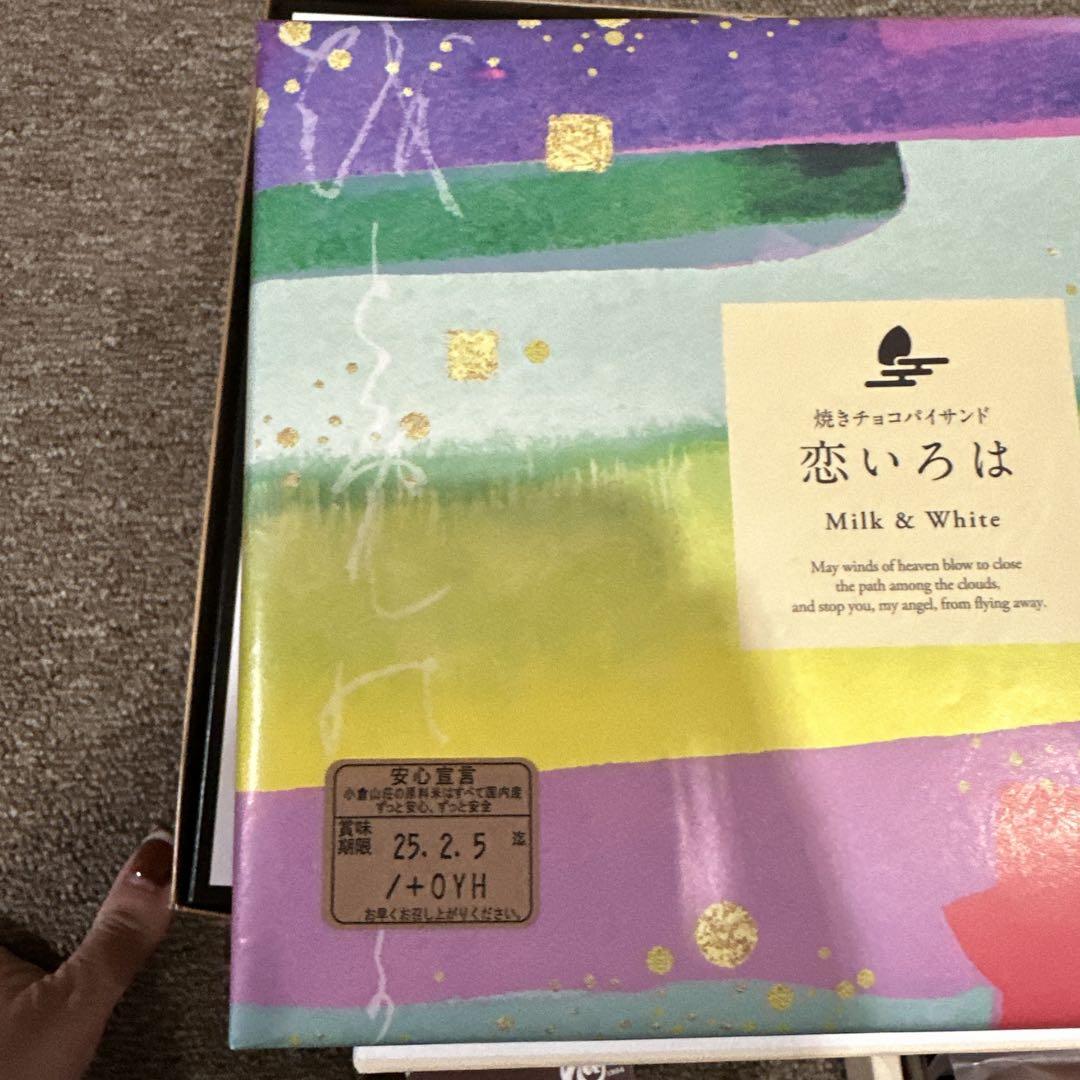 焼きチョコパイサンド
恋いろは
Milk & White
May winds of heaven blow to close
the path among the clouds,
and stop you, my angel, from flying away.
安心宣言
小倉山荘の原料米はすべて国内産
ずっと安心、ずっと安全
賞味
期限
25.2.5
迄
/+OYH
お早くお召し上がりください。